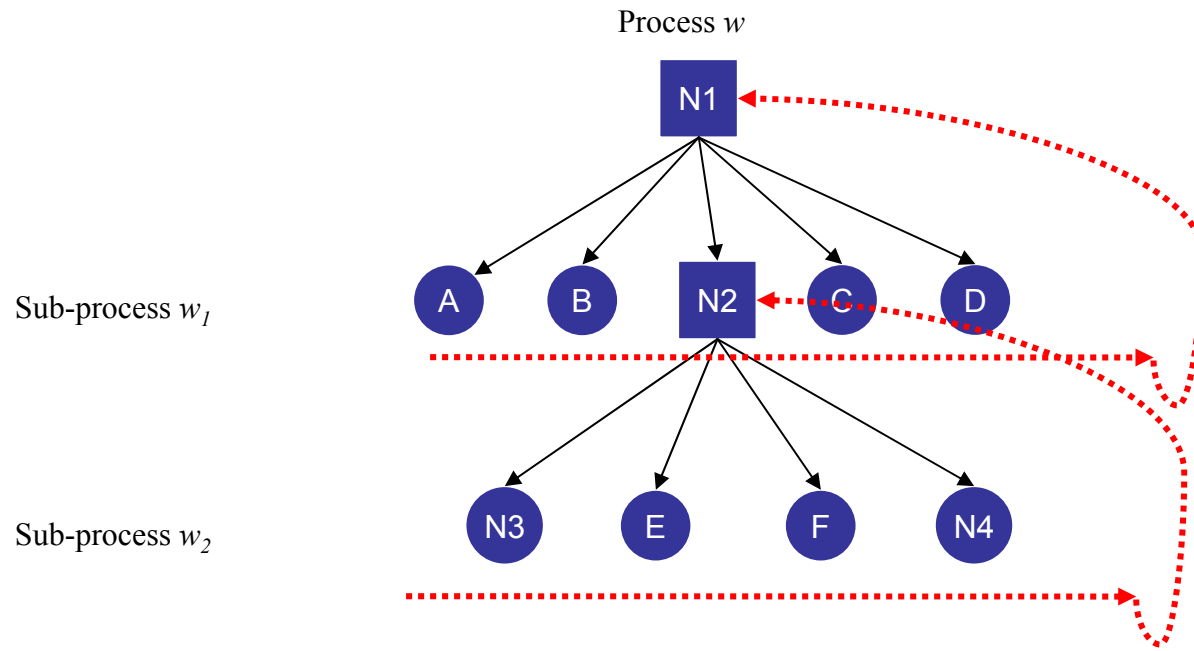 Process w
N1
Sub-process w1
A B N2 C D
Sub-process w2
N3 E F N4